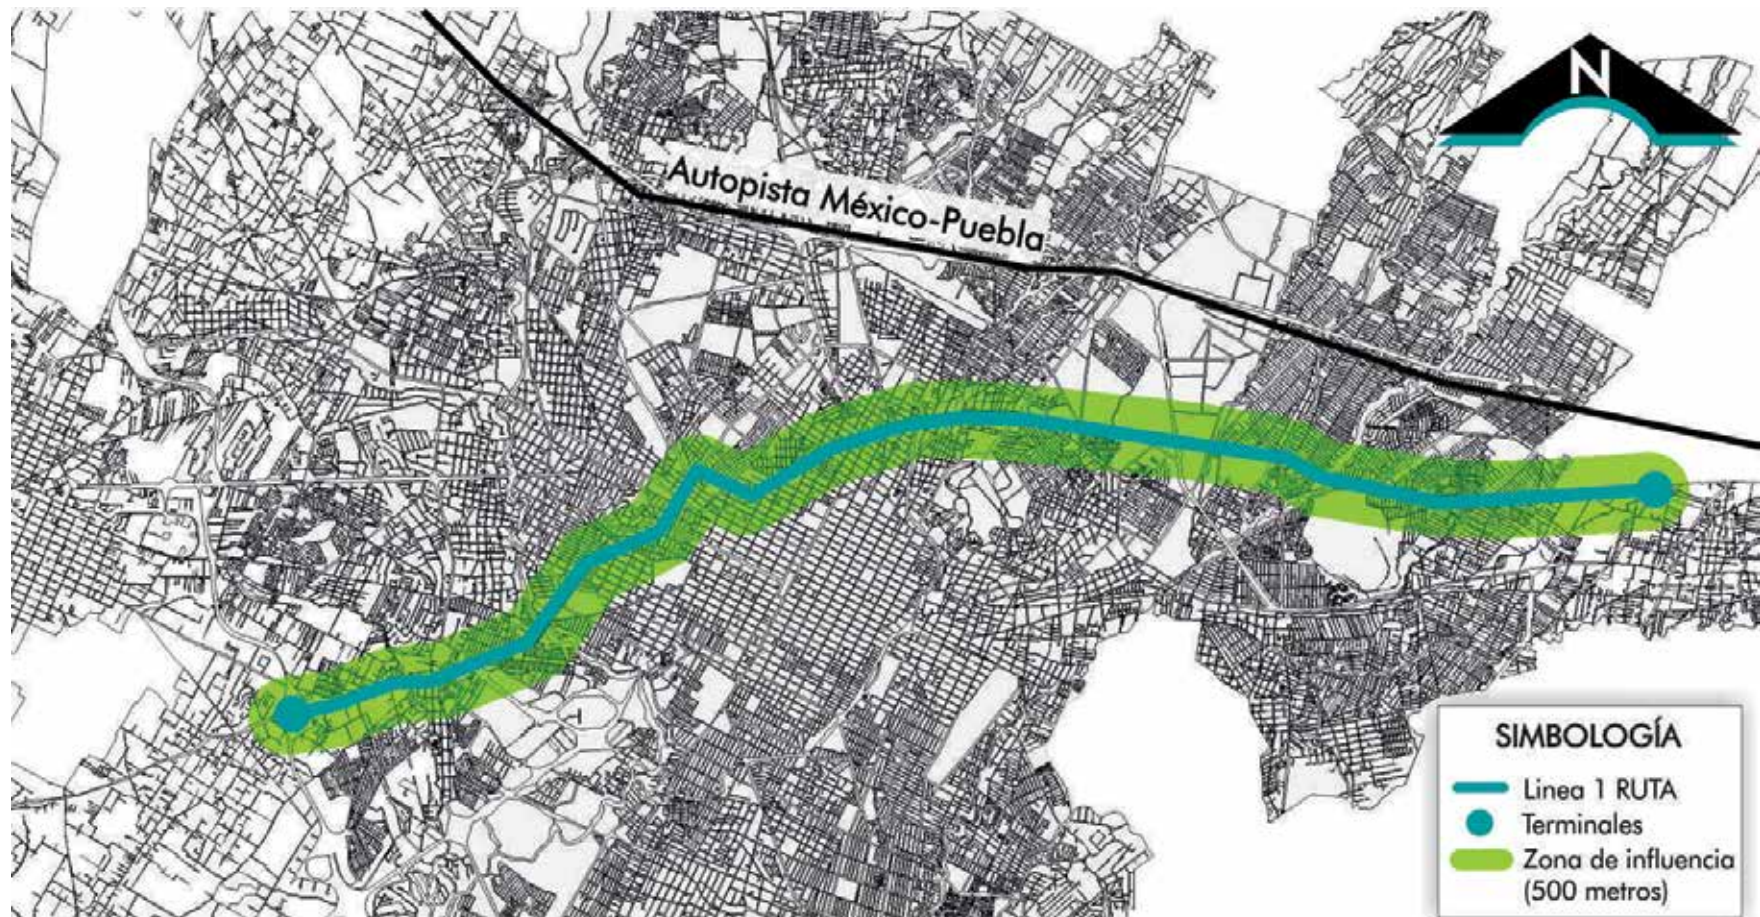 N
Autopista México-Puebla
SIMBOLOGÍA
Linea 1 RUTA
Terminales
Zona de influencia
(500 metros)